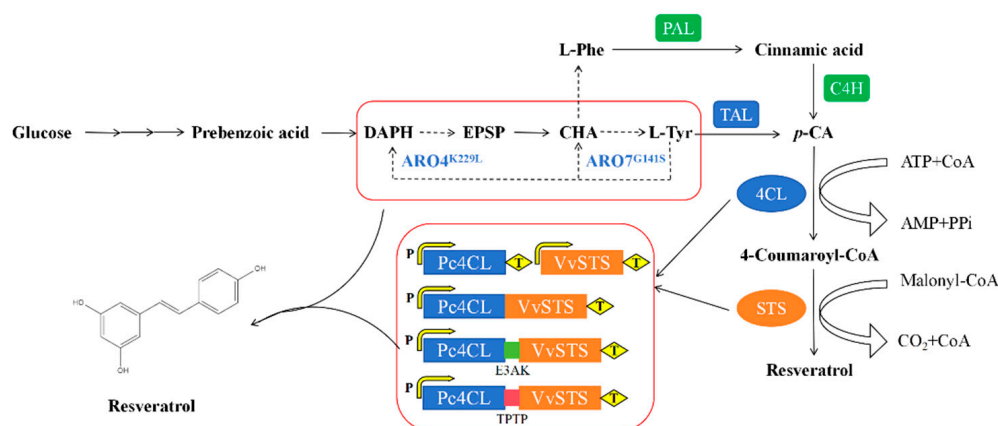 L-Phe
PAL
Cinnamic acid
C4H
Glucose
Prebenzoic acid
DAPH
EPSP
CHA
L-Tyr
TAL
p-CA
ARO4K229L
ARO7G141S
ATP+CoA
4CL
AMP+PPi
P
Pc4CL
T
VvSTS
T
4-Coumaroyl-CoA
Malonyl-CoA
P
Pc4CL
VvSTS
T
STS
P
Pc4CL
VvSTS
T
E3AK
CO2+CoA
Resveratrol
P
Pc4CL
VvSTS
T
TPTP
HO
OH
OH
Resveratrol